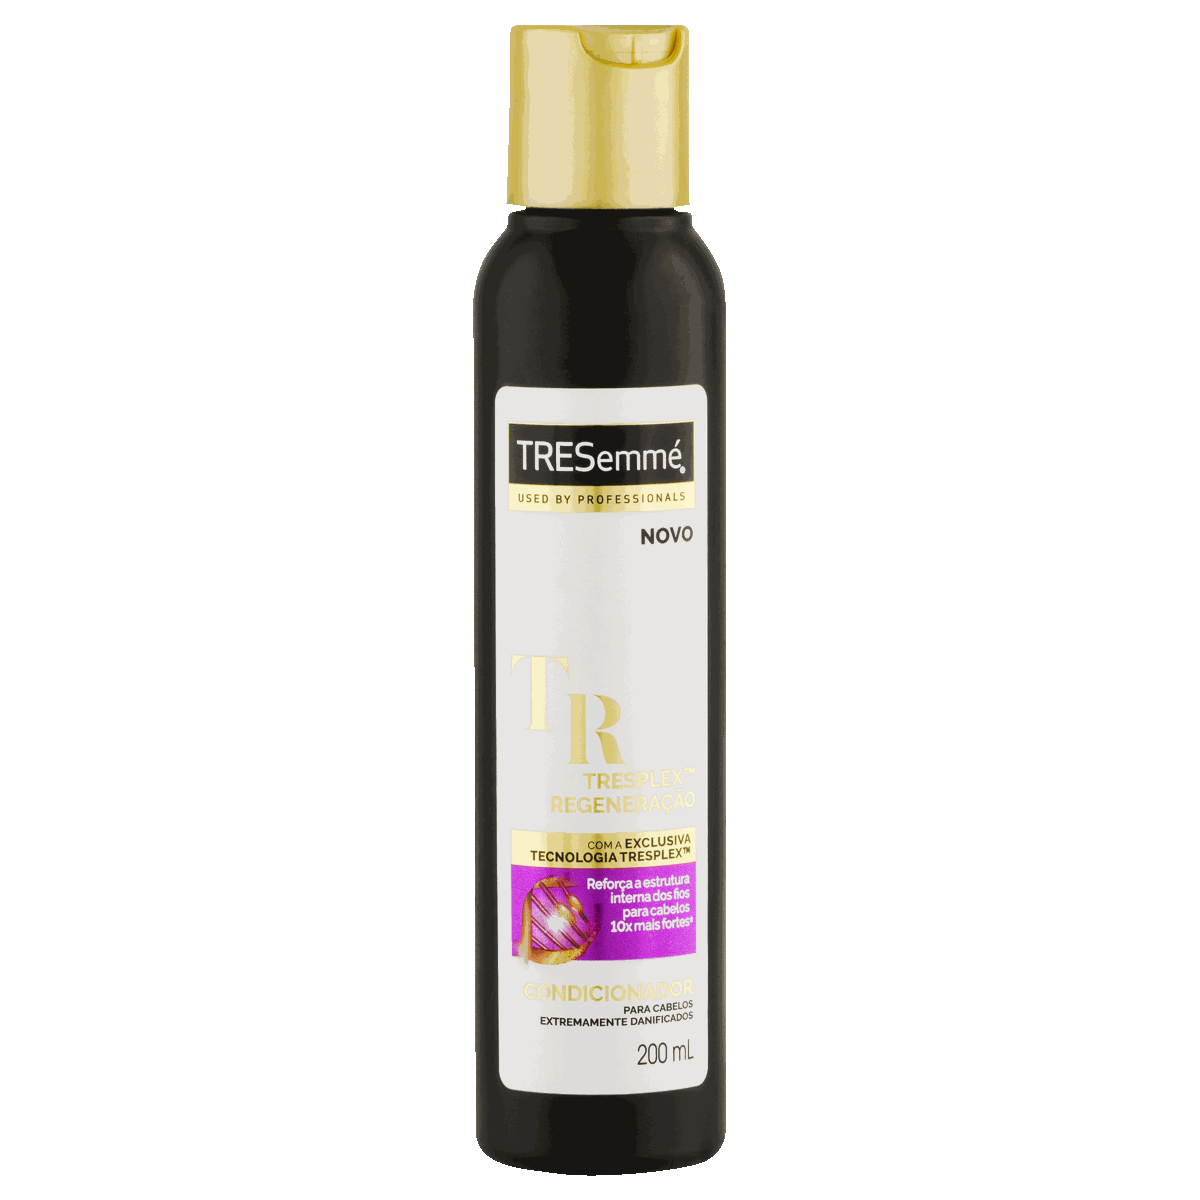 TRESemmé®
USED BY PROFESSIONALS
NOVO
TR
TRESPLEX™
REGENERAÇÃO
COM A EXCLUSIVA
TECNOLOGIA TRESPLEX™
Reforça a estrutura
interna dos fios
para cabelos
10x mais fortes*
CONDICIONADOR
PARA CABELOS
EXTREMAMENTE DANIFICADOS
200 mL